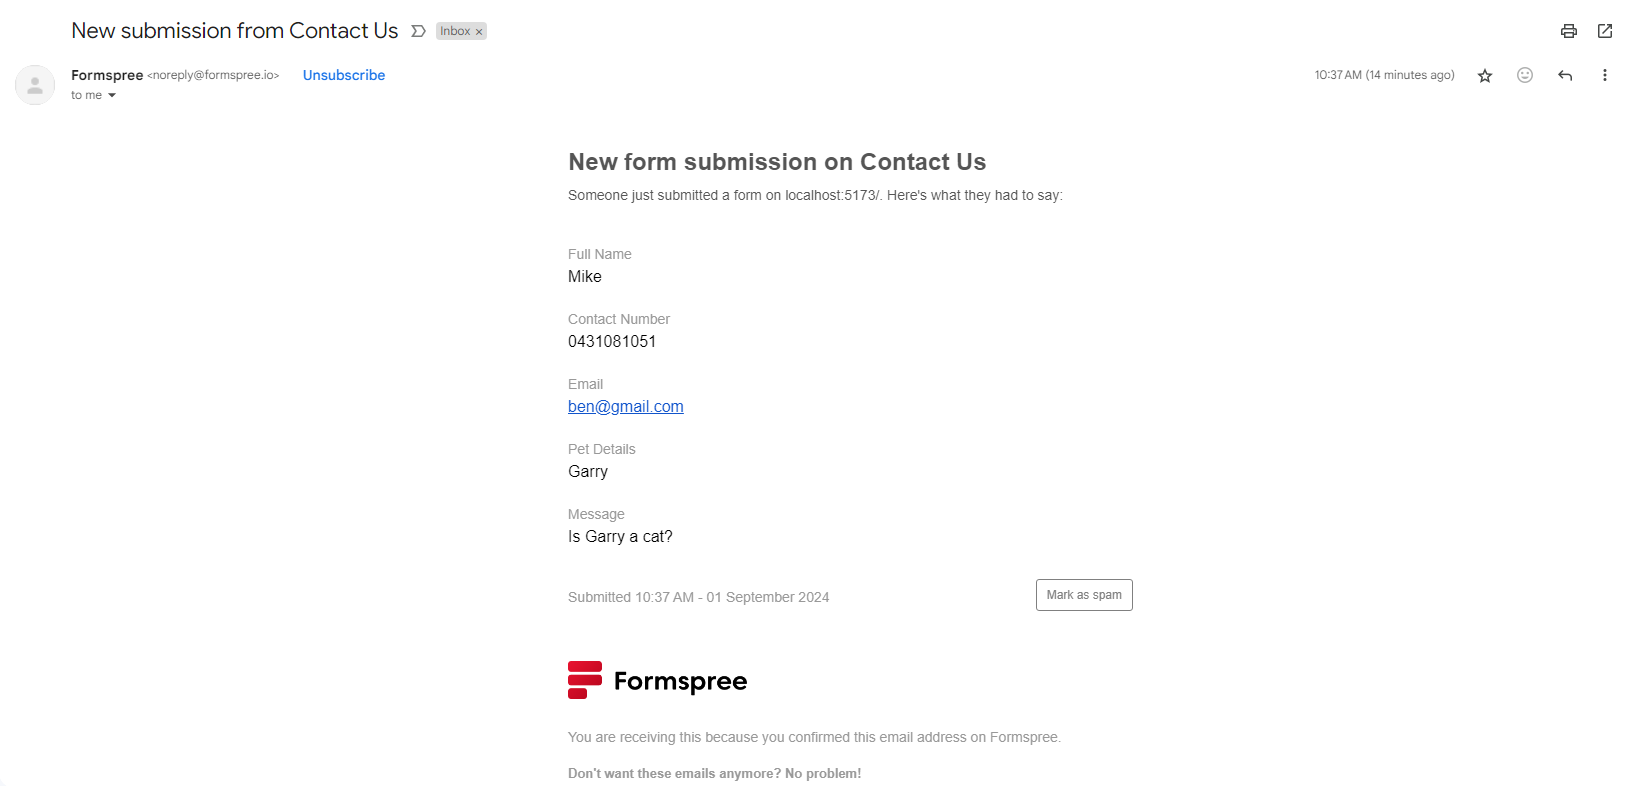 New submission from Contact Us Inbox ×
Formspree <noreply@formspree.io> Unsubscribe 10:37 AM (14 minutes ago)
to me
New form submission on Contact Us
Someone just submitted a form on localhost:5173/. Here's what they had to say:
Full Name
Mike
Contact Number
0431081051
Email
ben@gmail.com
Pet Details
Garry
Message
Is Garry a cat?
Submitted 10:37 AM - 01 September 2024 Mark as spam
Formspree
You are receiving this because you confirmed this email address on Formspree.
Don't want these emails anymore? No problem!